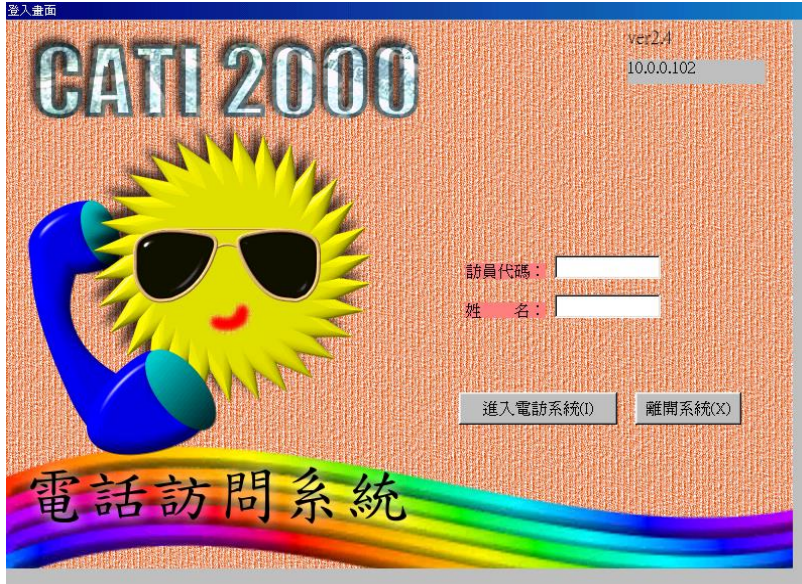 登入畫面
CATI 2000
ver2.4
10.0.0.102
訪員代碼：
姓　　名：
進入電訪系統(I)
離開系統(X)
電話訪問系統